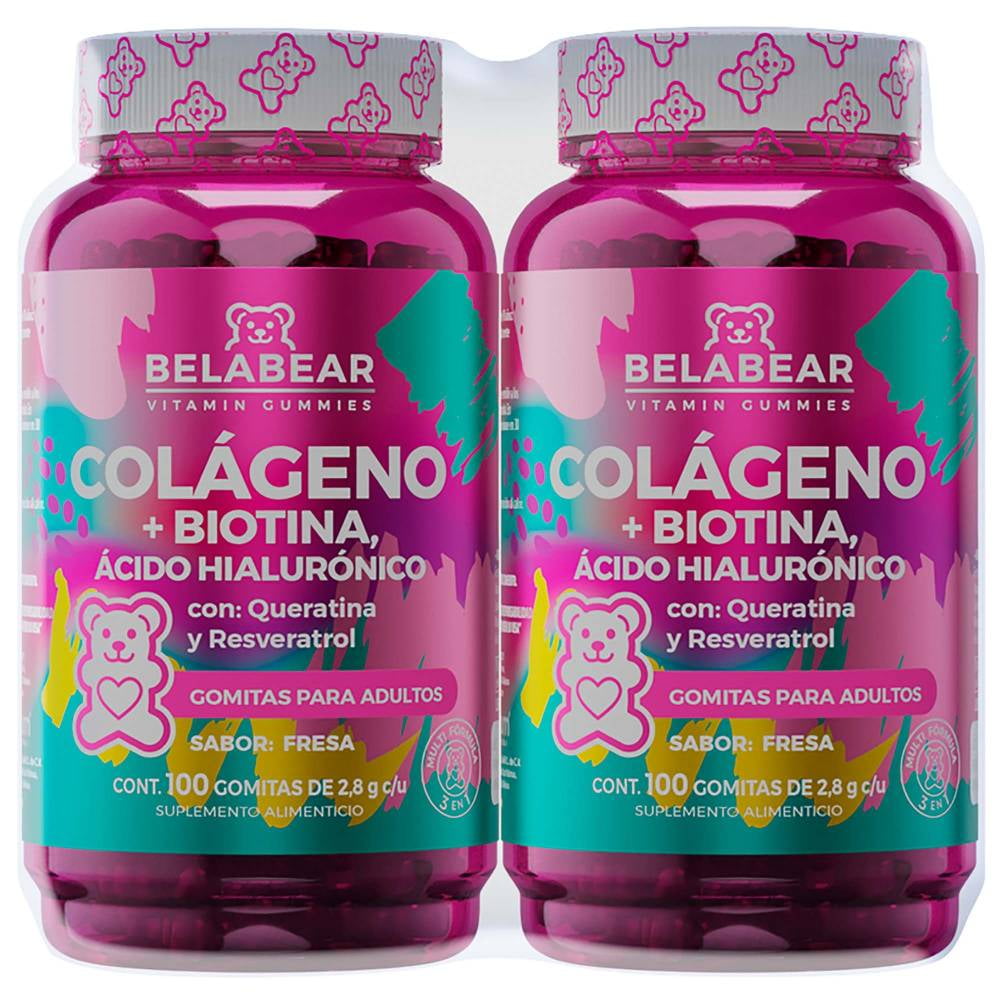 BELABEAR
VITAMIN GUMMIES
COLÁGENO
+ BIOTINA,
ÁCIDO HIALURÓNICO
con: Queratina
y Resveratrol
GOMITAS PARA ADULTOS
SABOR: FRESA
CONT. 100 GOMITAS DE 2,8 g c/u
SUPLEMENTO ALIMENTICIO
MULTI FÓRMULA
3 EN 1
BELABEAR
VITAMIN GUMMIES
COLÁGENO
+ BIOTINA,
ÁCIDO HIALURÓNICO
con: Queratina
y Resveratrol
GOMITAS PARA ADULTOS
SABOR: FRESA
CONT. 100 GOMITAS DE 2,8 g c/u
SUPLEMENTO ALIMENTICIO
MULTI FÓRMULA
3 EN 1